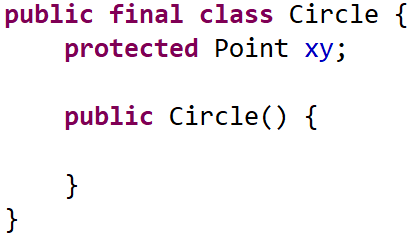 public final class Circle {
    protected Point xy;

    public Circle() {

    }
}